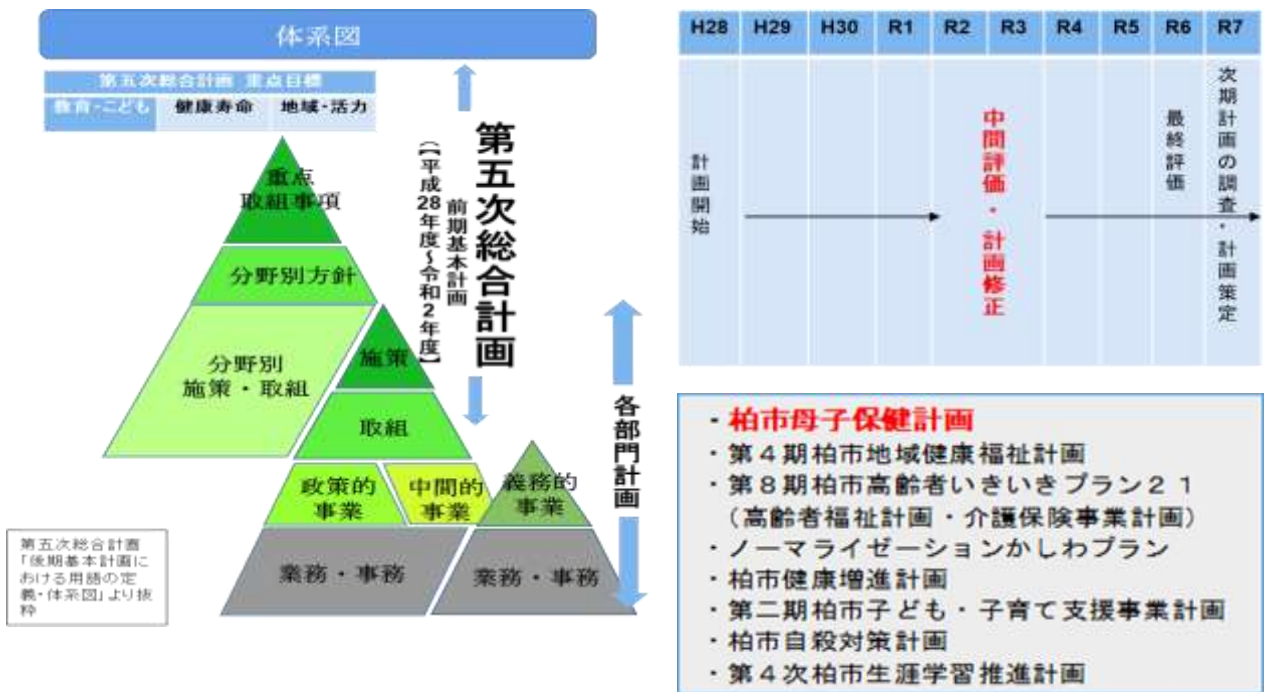 体系図
第五次総合計画 重点目標
教育・こども 健康寿命 地域・活力
重点
取組事項
分野別方針
分野別
施策・取組
施策
取組
政策的
事業
中間的
事業
義務的
事業
業務・事務
業務・事務
第五次総合計画
前期基本計画
【平成28年度~令和2年度】
各部門計画
第五次総合計画
「後期基本計画に
おける用語の定
義・体系図」より抜
粋
H28 H29 H30 R1 R2 R3 R4 R5 R6 R7
計画開始
中間評価・計画修正
最終評価
次期計画の調査・計画策定
・柏市母子保健計画
・第4期柏市地域健康福祉計画
・第8期柏市高齢者いきいきプラン21
(高齢者福祉計画・介護保険事業計画)
・ノーマライゼーションかしわプラン
・柏市健康増進計画
・第二期柏市子ども・子育て支援事業計画
・柏市自殺対策計画
・第4次柏市生涯学習推進計画